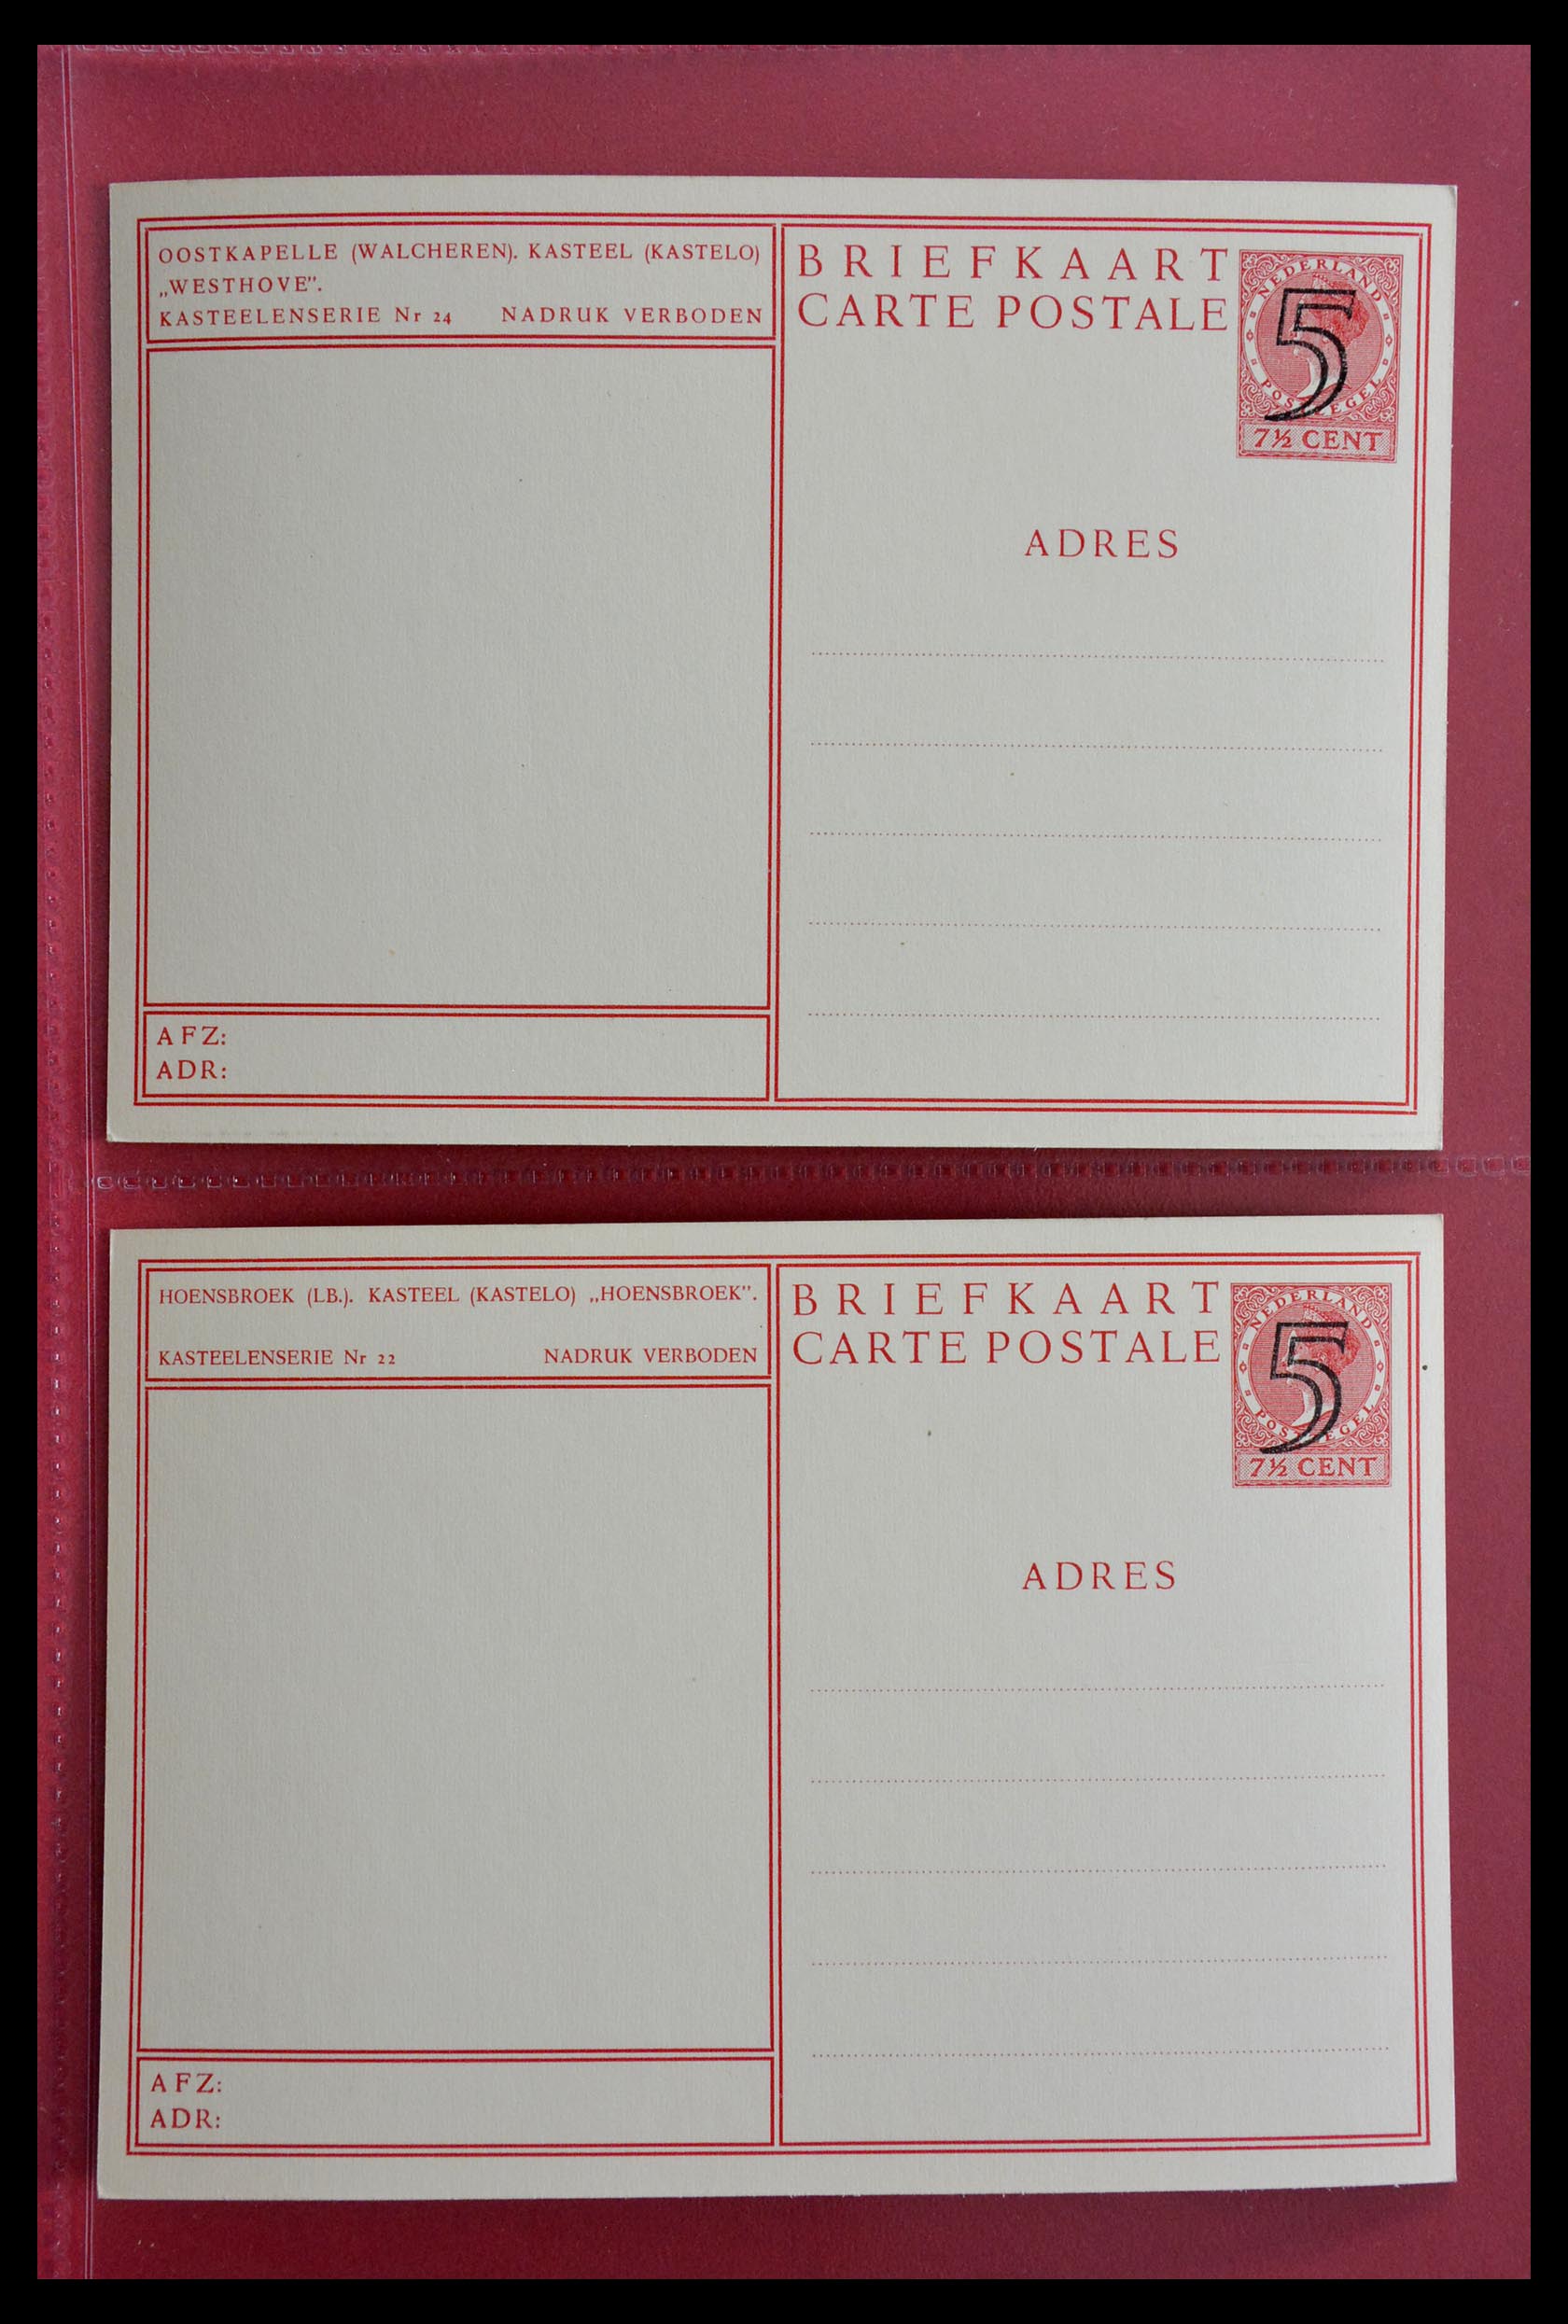 OOSTKAPELLE (WALCHEREN). KASTEEL (KASTELO)
„WESTHOVE”.
KASTEELENSERIE Nr 24 NADRUK VERBODEN
BRIEFKAART
CARTE POSTALE
NEDERLAND
5
POSTZEGEL
7½ CENT
ADRES
AFZ:
ADR:
HOENSBROEK (LB.). KASTEEL (KASTELO) „HOENSBROEK”.
KASTEELENSERIE Nr 22 NADRUK VERBODEN
BRIEFKAART
CARTE POSTALE
NEDERLAND
5
POSTZEGEL
7½ CENT
ADRES
AFZ:
ADR: